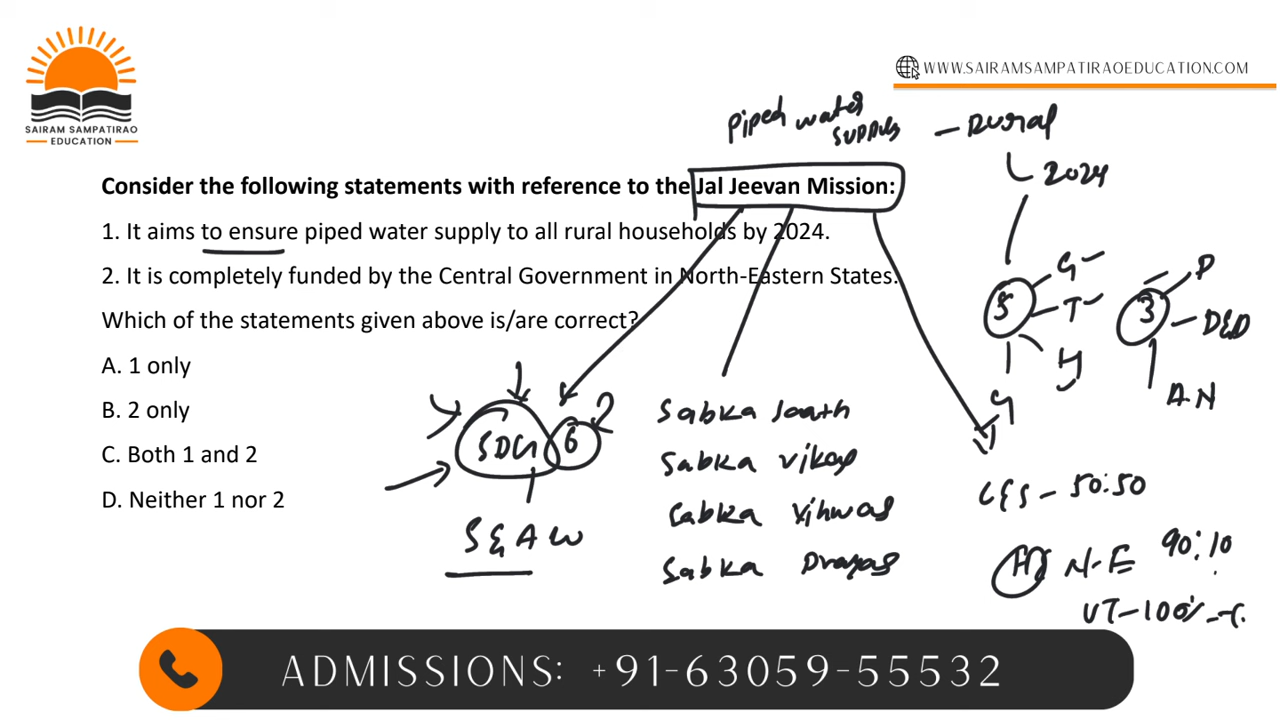 SAIRAM SAMPATIRAO
EDUCATION
WWW.SAIRAMSAMPATIRAOEDUCATION.COM
piped water supply - Rural
2024
Consider the following statements with reference to the Jal Jeevan Mission:
1. It aims to ensure piped water supply to all rural households by 2024.
2. It is completely funded by the Central Government in North-Eastern States.
Which of the statements given above is/are correct?
A. 1 only
B. 2 only
C. Both 1 and 2
D. Neither 1 nor 2
5 G
T
H
G
3 P
D&D
A.N
SDG 6
S & A W
Sabka Saath
Sabka vikas
Sabka Vihwas
Sabka Prayas
CSS - 50:50
H N-E 90:10
UT - 100% - C.
ADMISSIONS: +91-63059-55532